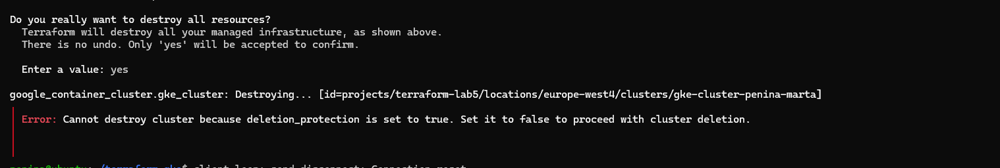 Do you really want to destroy all resources?
Terraform will destroy all your managed infrastructure, as shown above.
There is no undo. Only 'yes' will be accepted to confirm.
Enter a value: yes
google_container_cluster.gke_cluster: Destroying... [id=projects/terraform-lab5/locations/europe-west4/clusters/gke-cluster-penina-marta]
Error: Cannot destroy cluster because deletion_protection is set to true. Set it to false to proceed with cluster deletion.
penina@ubuntu:~/terraform-gke$ client_loop: send disconnect: Connection reset